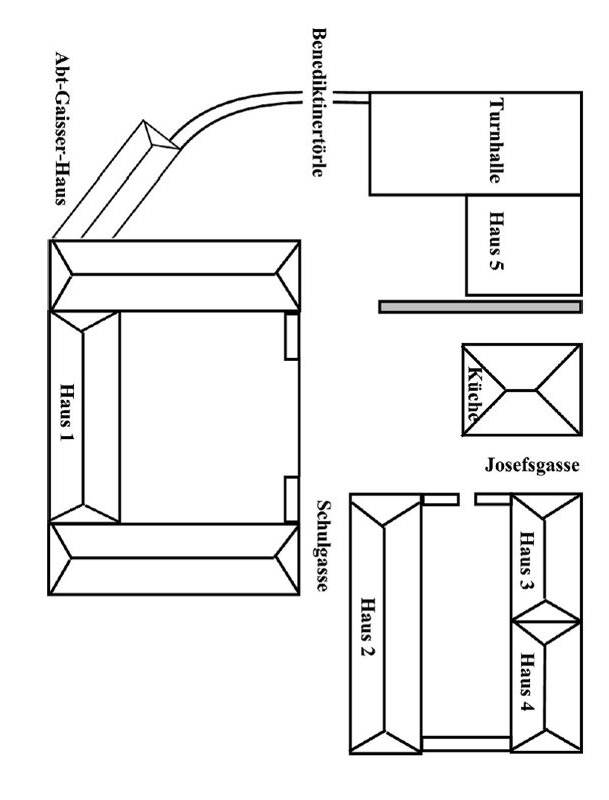 Abt-Gaisser-Haus
Benediktinertörle
Turnhalle
Haus 5
Küche
Haus 1
Josefsgasse
Schulgasse
Haus 3
Haus 2
Haus 4